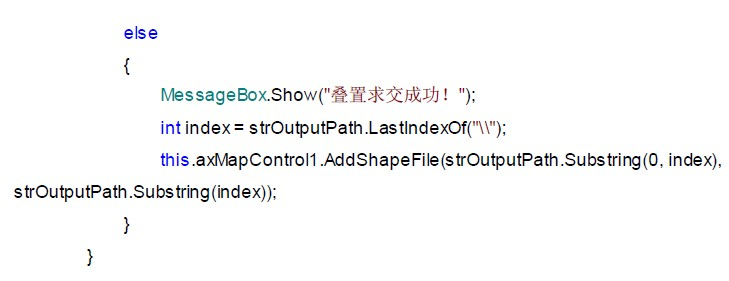 else
{
MessageBox.Show("叠置求交成功！");
int index = strOutputPath.LastIndexOf("\\");
this.axMapControl1.AddShapeFile(strOutputPath.Substring(0, index),
strOutputPath.Substring(index));
}
}